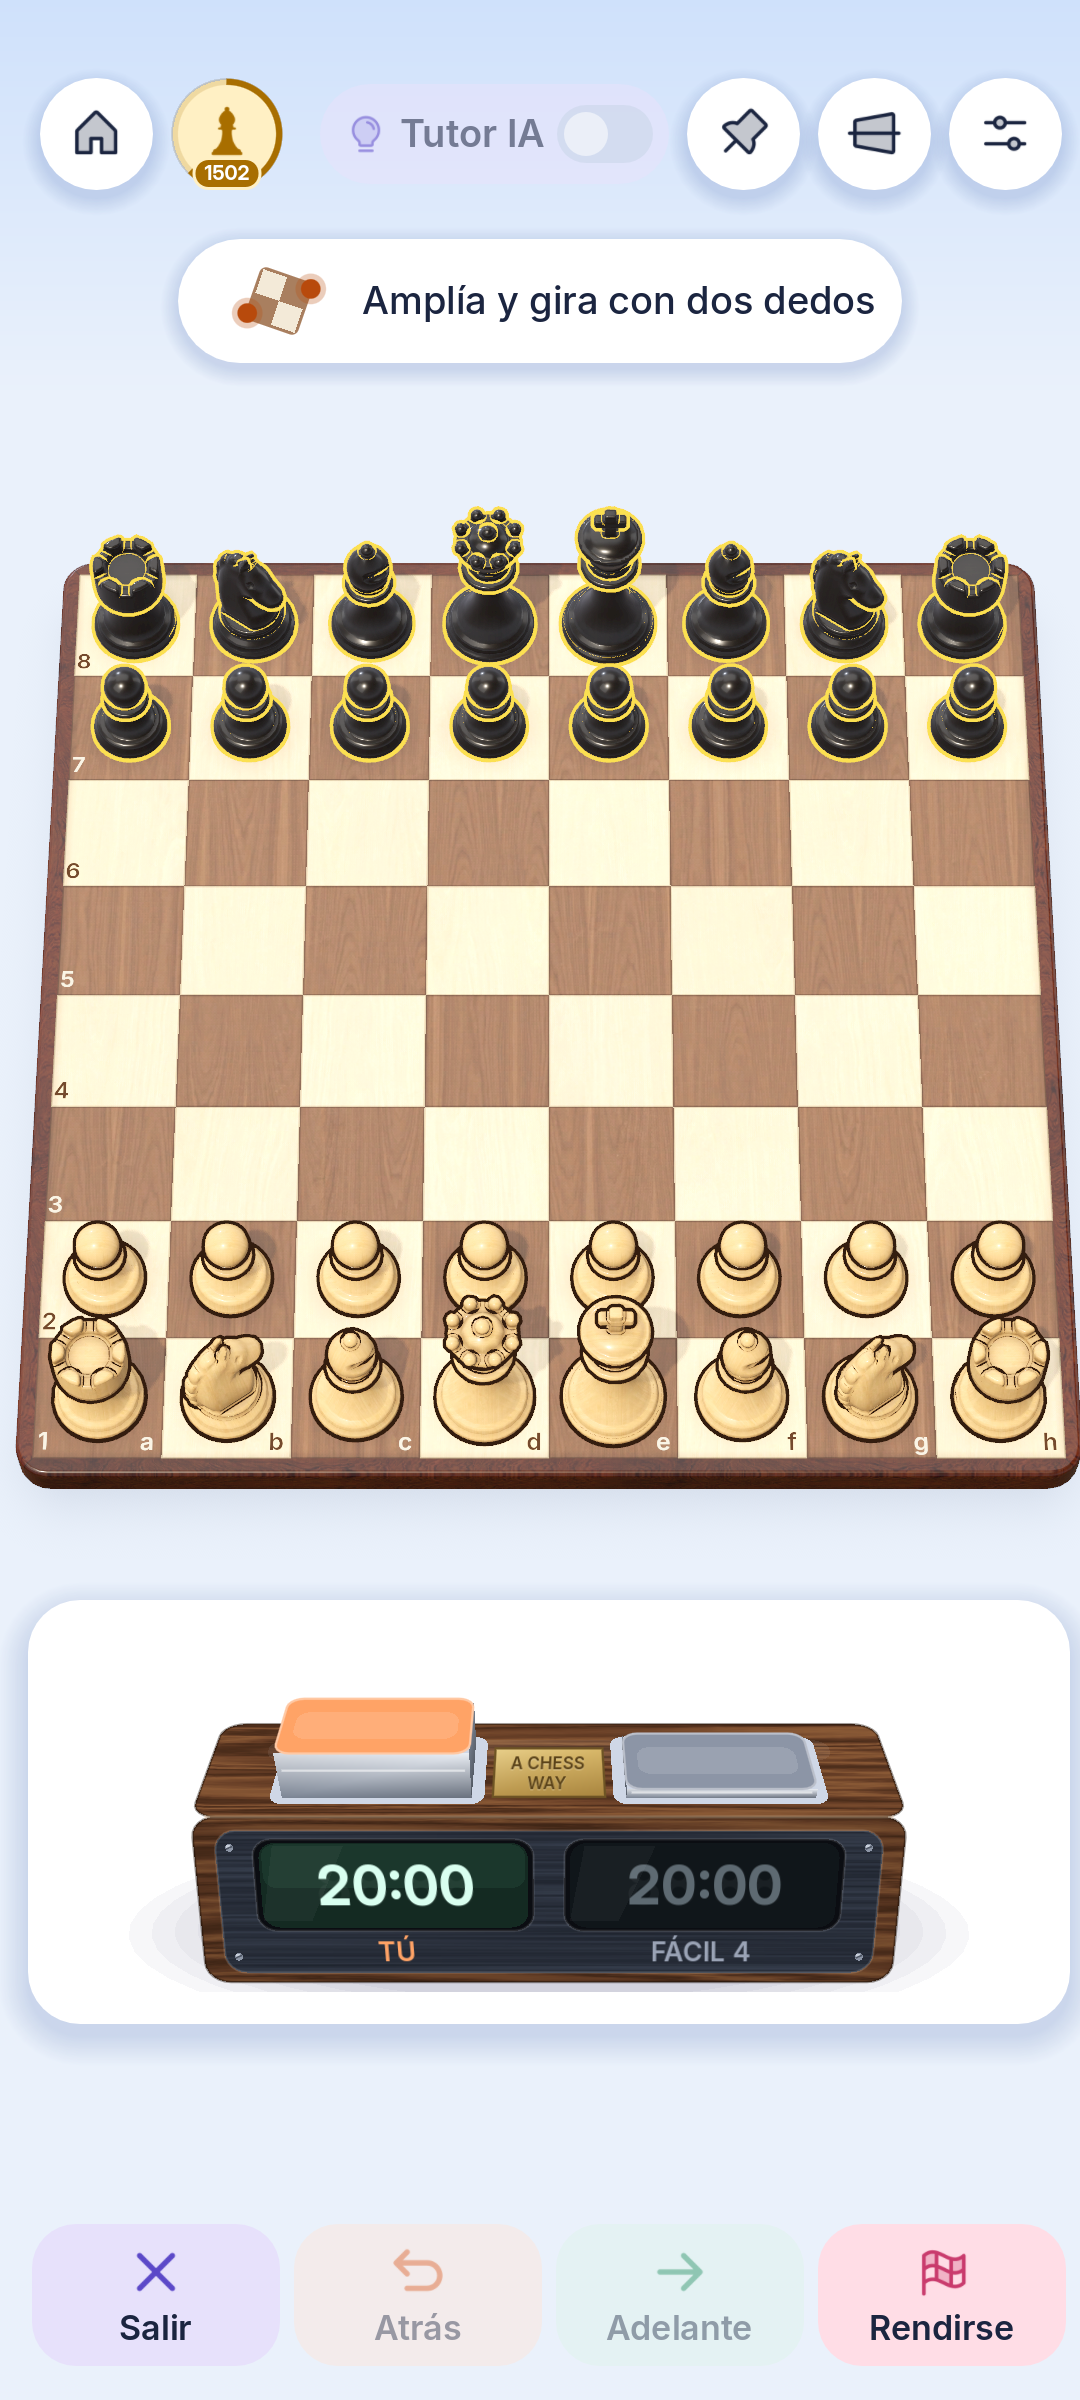 1502
Tutor IA
Amplía y gira con dos dedos
8
7
6
5
4
3
2
1 a b c d e f g h
A CHESS
WAY
20:00 20:00
TÚ FÁCIL 4
Salir Atrás Adelante Rendirse